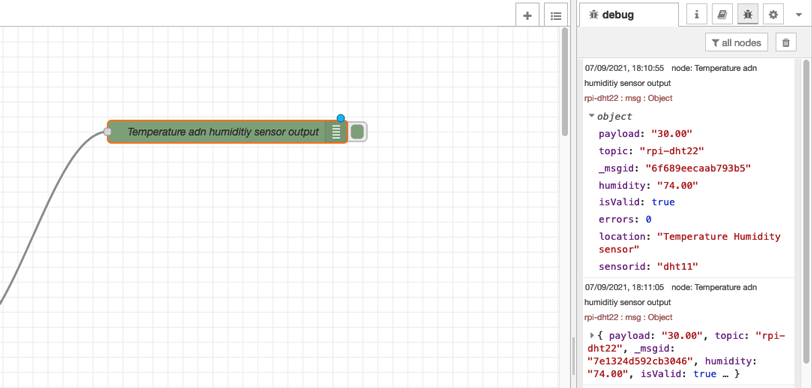 debug
all nodes
Temperature adn humiditiy sensor output
07/09/2021, 18:10:55 node: Temperature adn
humiditiy sensor output
rpi-dht22 : msg : Object
object
payload: "30.00"
topic: "rpi-dht22"
_msgid: "6f689eecaab793b5"
humidity: "74.00"
isValid: true
errors: 0
location: "Temperature Humidity
sensor"
sensorid: "dht11"
07/09/2021, 18:11:05 node: Temperature adn
humiditiy sensor output
rpi-dht22 : msg : Object
{ payload: "30.00", topic: "rpi-
dht22", _msgid:
"7e1324d592cb3046", humidity:
"74.00", isValid: true … }